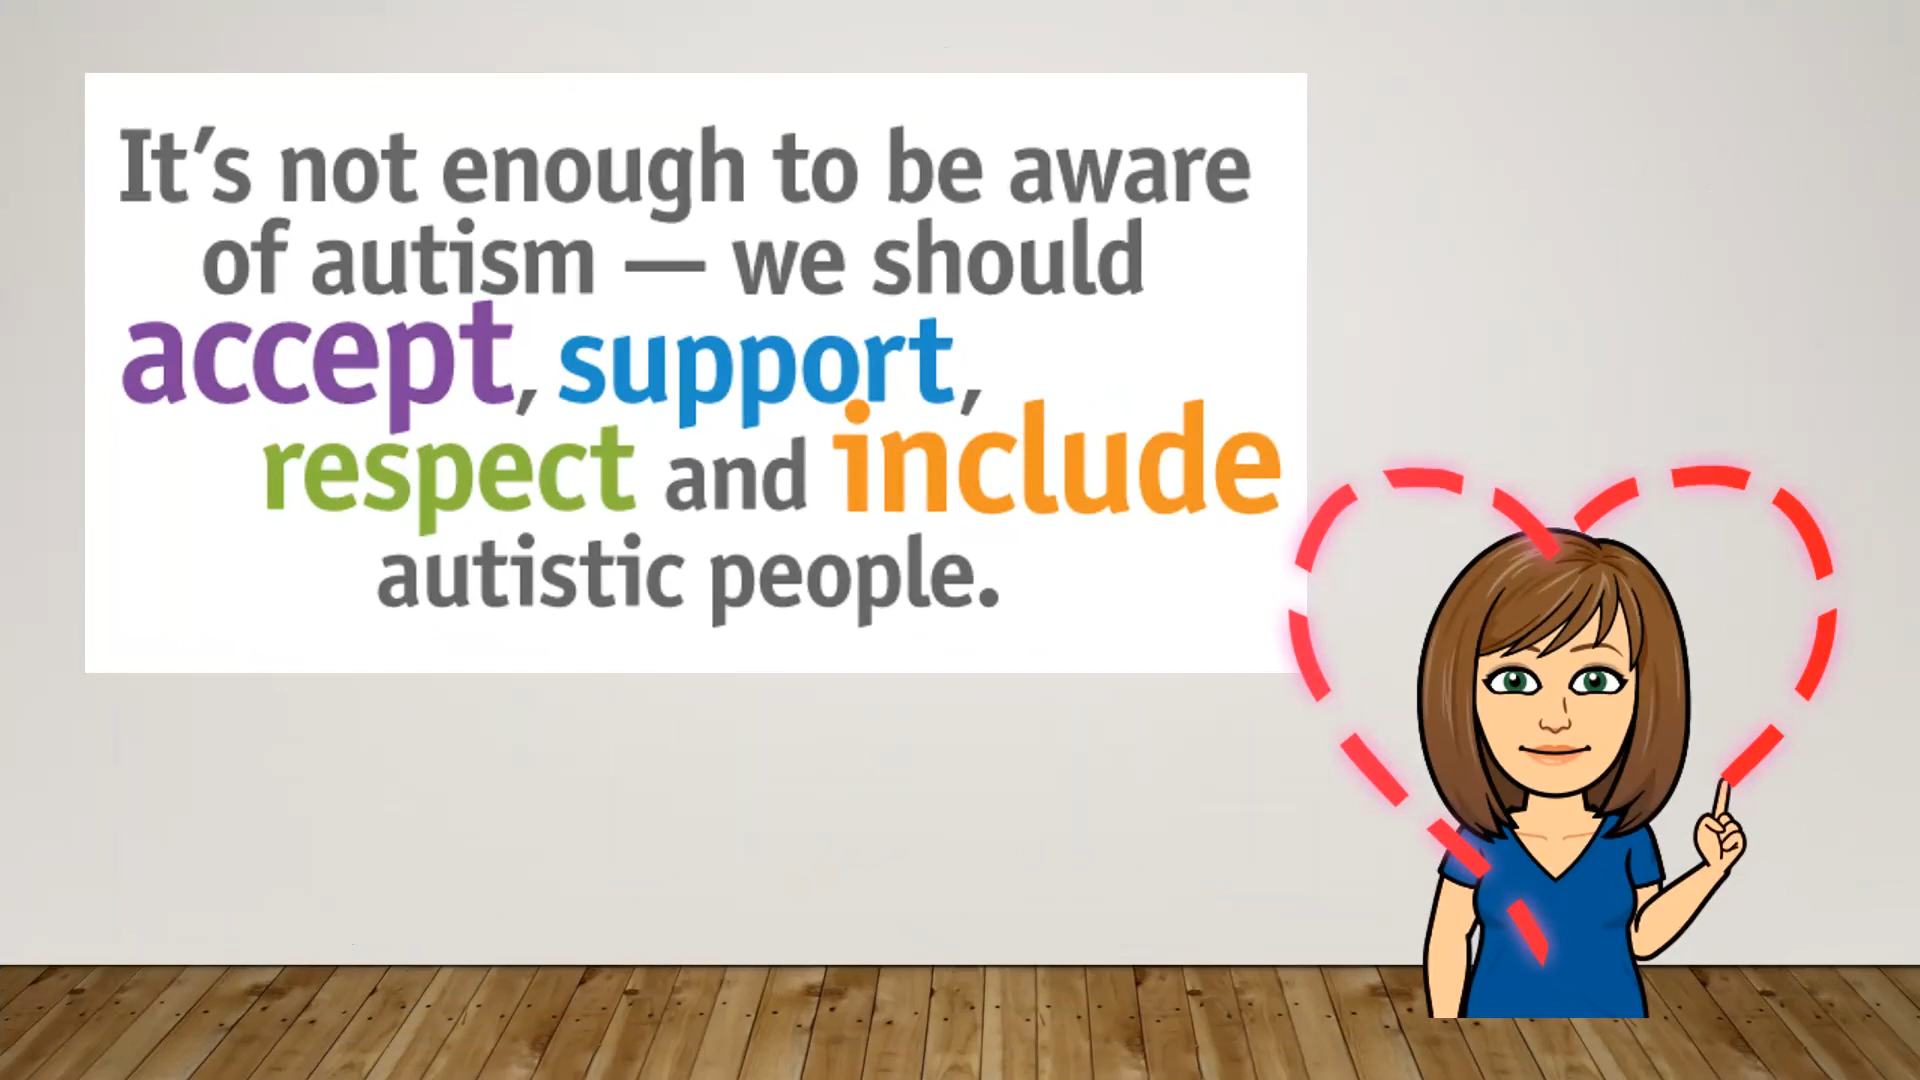 It's not enough to be aware
of autism — we should
accept, support,
respect and include
autistic people.